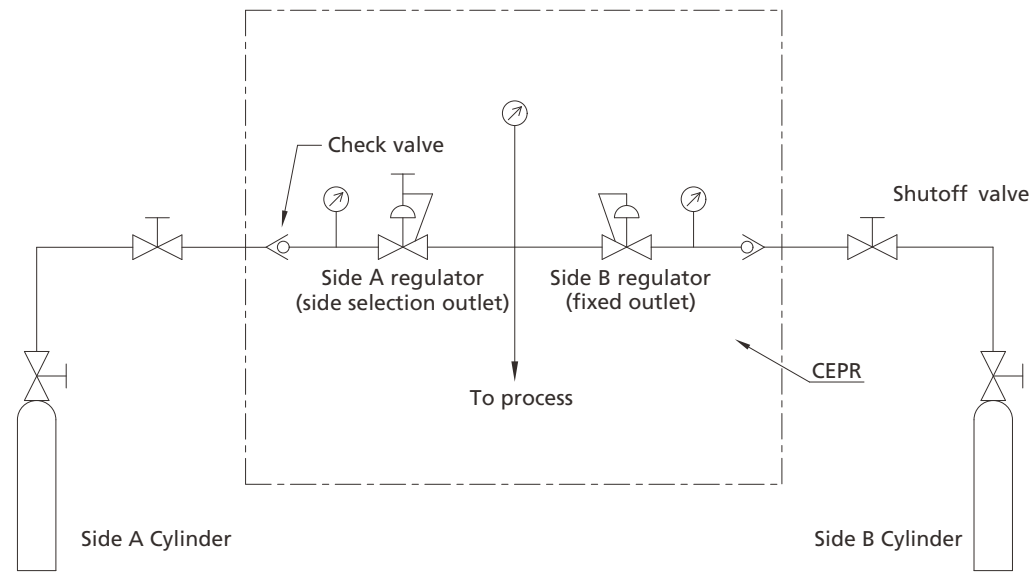 Check valve
Shutoff valve
Side A regulator
(side selection outlet)
Side B regulator
(fixed outlet)
CEPR
To process
Side A Cylinder
Side B Cylinder